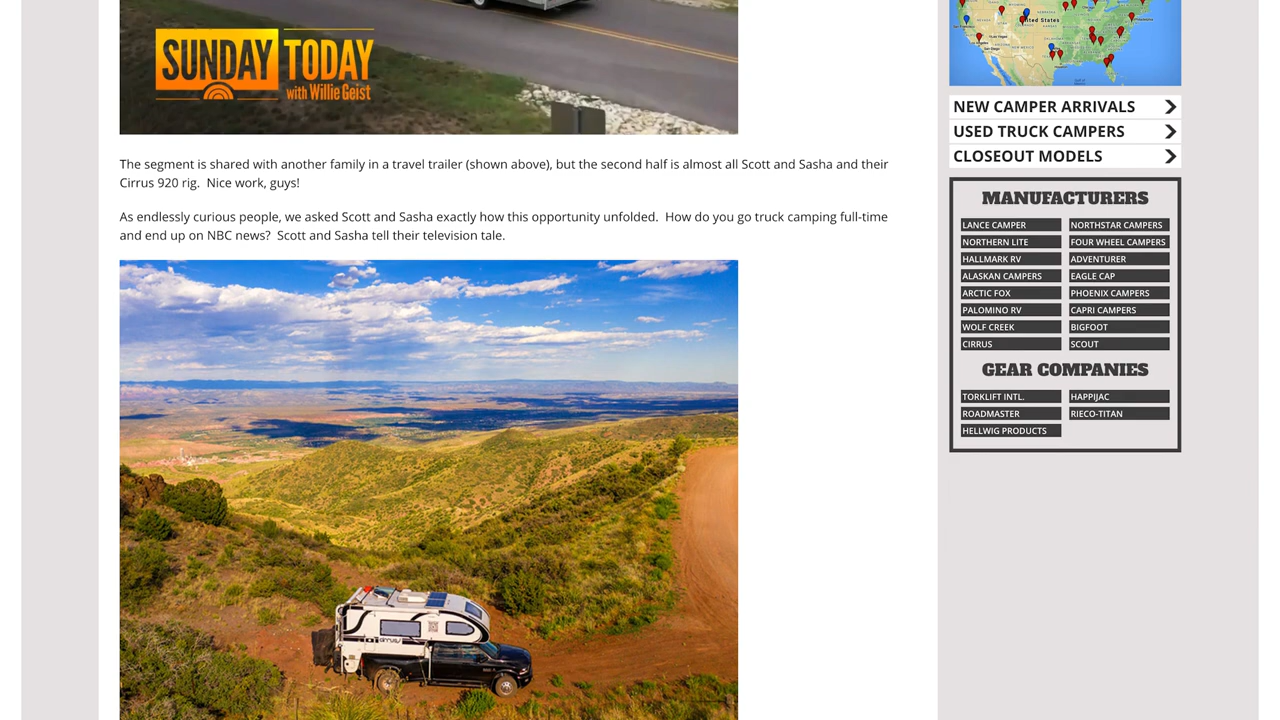 SUNDAY TODAY
with Willie Geist
The segment is shared with another family in a travel trailer (shown above), but the second half is almost all Scott and Sasha and their
Cirrus 920 rig.  Nice work, guys!
As endlessly curious people, we asked Scott and Sasha exactly how this opportunity unfolded.  How do you go truck camping full-time
and end up on NBC news?  Scott and Sasha tell their television tale.
cirrus
United States
NEW CAMPER ARRIVALS
USED TRUCK CAMPERS
CLOSEOUT MODELS
MANUFACTURERS
LANCE CAMPER
NORTHSTAR CAMPERS
NORTHERN LITE
FOUR WHEEL CAMPERS
HALLMARK RV
ADVENTURER
ALASKAN CAMPERS
EAGLE CAP
ARCTIC FOX
PHOENIX CAMPERS
PALOMINO RV
CAPRI CAMPERS
WOLF CREEK
BIGFOOT
CIRRUS
SCOUT
GEAR COMPANIES
TORKLIFT INTL.
HAPPIJAC
ROADMASTER
RIECO-TITAN
HELLWIG PRODUCTS